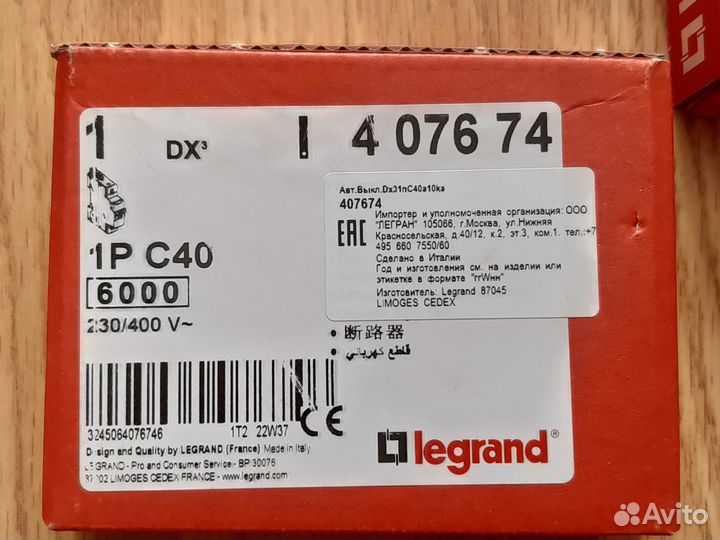 1 DX³ ! 4 076 74
1P C40
6000
230/400 V~
Авт.Выкл.Dx31nC40a10ka
407674
EAC
Импортер и уполномоченная организация: ООО
"ЛЕГРАН" 105066, г.Москва, ул.Нижняя
Красносельская, д.40/12, к.2, эт.3, ком.1. тел.:+7
495 660 7550/60
Сделано в Италии
Год и изготовления см. на изделии или
этикетке в формате "ггWнн"
Изготовитель: Legrand 87045
LIMOGES CEDEX
• 断路器
• قاطع كهربائي
3245064076746 1T2 22W37
CE
Design and Quality by LEGRAND (France) Made in Italy
LEGRAND - Pro and Consumer Service - BP 30076
87002 LIMOGES CEDEX FRANCE - www.legrand.com
legrand®
Avito